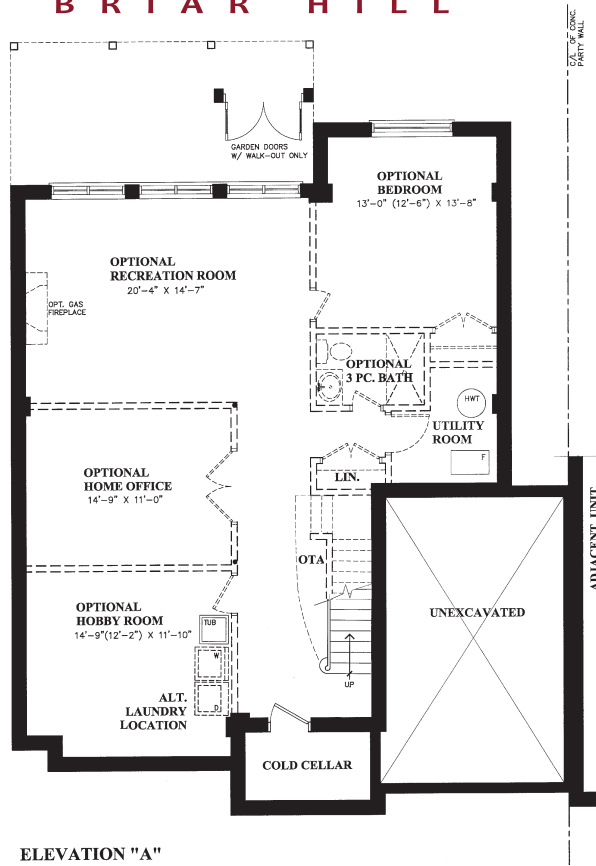 BRIAR HILL
C/L OF CONC.
PARTY WALL
GARDEN DOORS
W/ WALK-OUT ONLY
OPTIONAL
BEDROOM
13'-0" (12'-6") X 13'-8"
OPTIONAL
RECREATION ROOM
20'-4" X 14'-7"
OPT. GAS
FIREPLACE
OPTIONAL
3 PC. BATH
HWT
UTILITY
ROOM
F
LIN.
OPTIONAL
HOME OFFICE
14'-9" X 11'-0"
OTA
ADJACENT UNIT
OPTIONAL
HOBBY ROOM
14'-9"(12'-2") X 11'-10"
TUB
W
D
UNEXCAVATED
UP
ALT.
LAUNDRY
LOCATION
COLD CELLAR
ELEVATION "A"